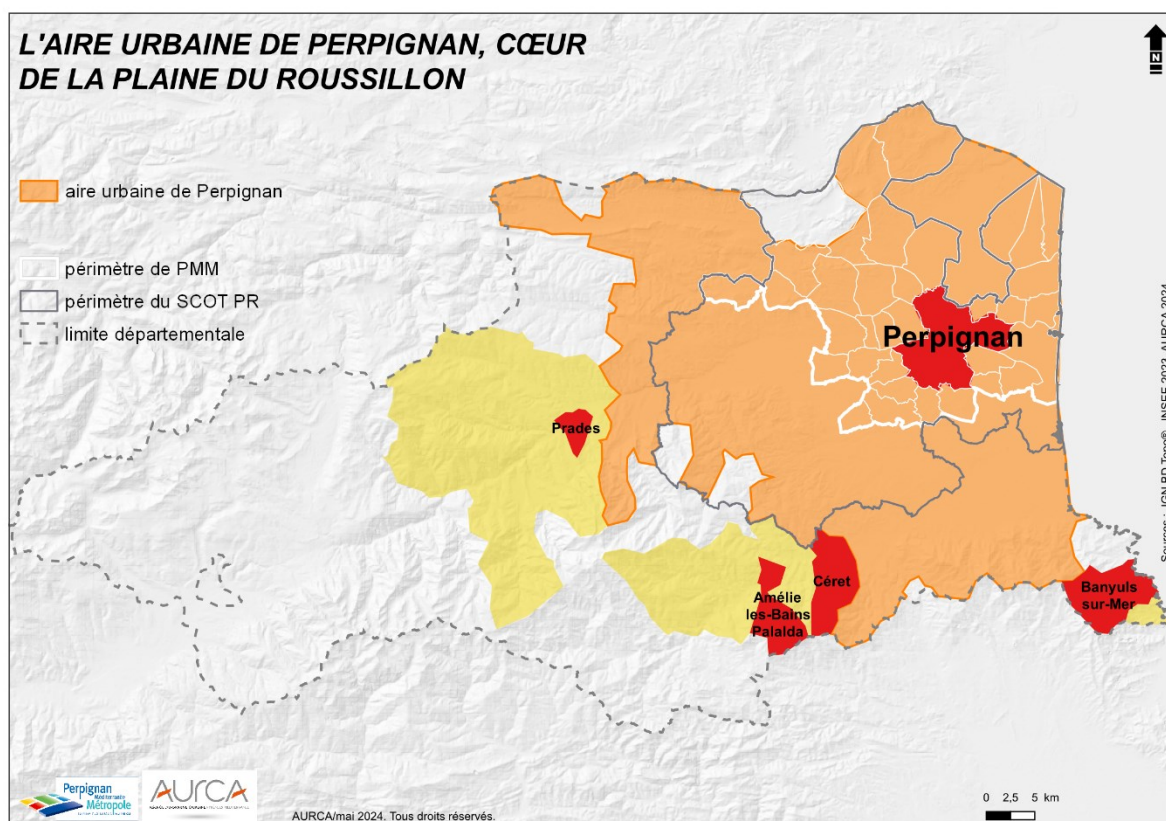 L'AIRE URBAINE DE PERPIGNAN, CŒUR
DE LA PLAINE DU ROUSSILLON
N
aire urbaine de Perpignan
périmètre de PMM
périmètre du SCOT PR
limite départementale
Perpignan
Prades
Céret
Amélie
les-Bains
Palalda
Banyuls
sur-Mer
Sources : IGN BD Topo®, INSEE 2023, AURCA 2024
0 2,5 5 km
Perpignan
Méditerranée
Métropole
AURCA
AURCA/mai 2024. Tous droits réservés.